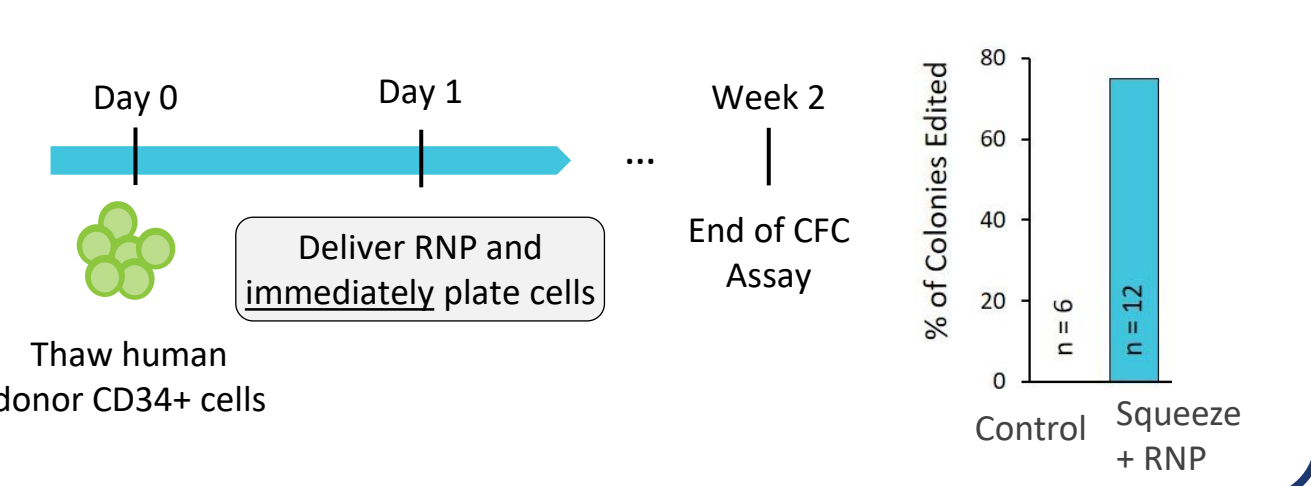 Day 0
Day 1
Week 2
...
Deliver RNP and
immediately plate cells
End of CFC
Assay
Thaw human
donor CD34+ cells
% of Colonies Edited
80
60
40
20
0
n = 6
n = 12
Control
Squeeze
+ RNP